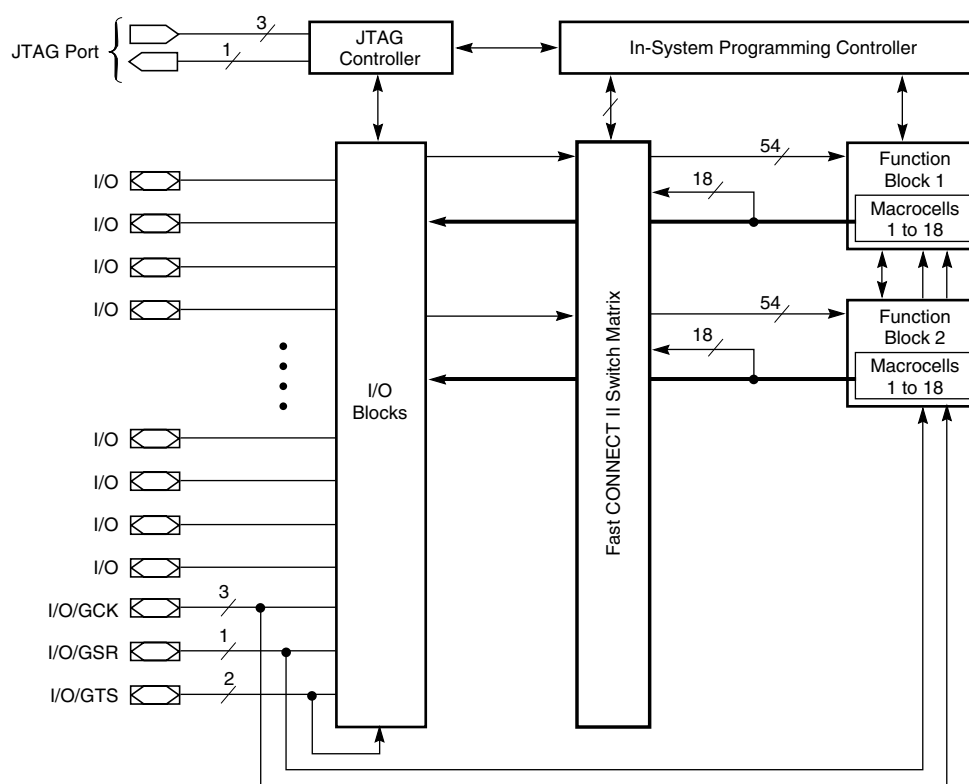 JTAG Port
3
1
JTAG
Controller
In-System Programming Controller
I/O
I/O
I/O
I/O
I/O
I/O
I/O
I/O
I/O/GCK
3
I/O/GSR
1
I/O/GTS
2
I/O
Blocks
Fast CONNECT II Switch Matrix
54
18
Function
Block 1
Macrocells
1 to 18
54
18
Function
Block 2
Macrocells
1 to 18